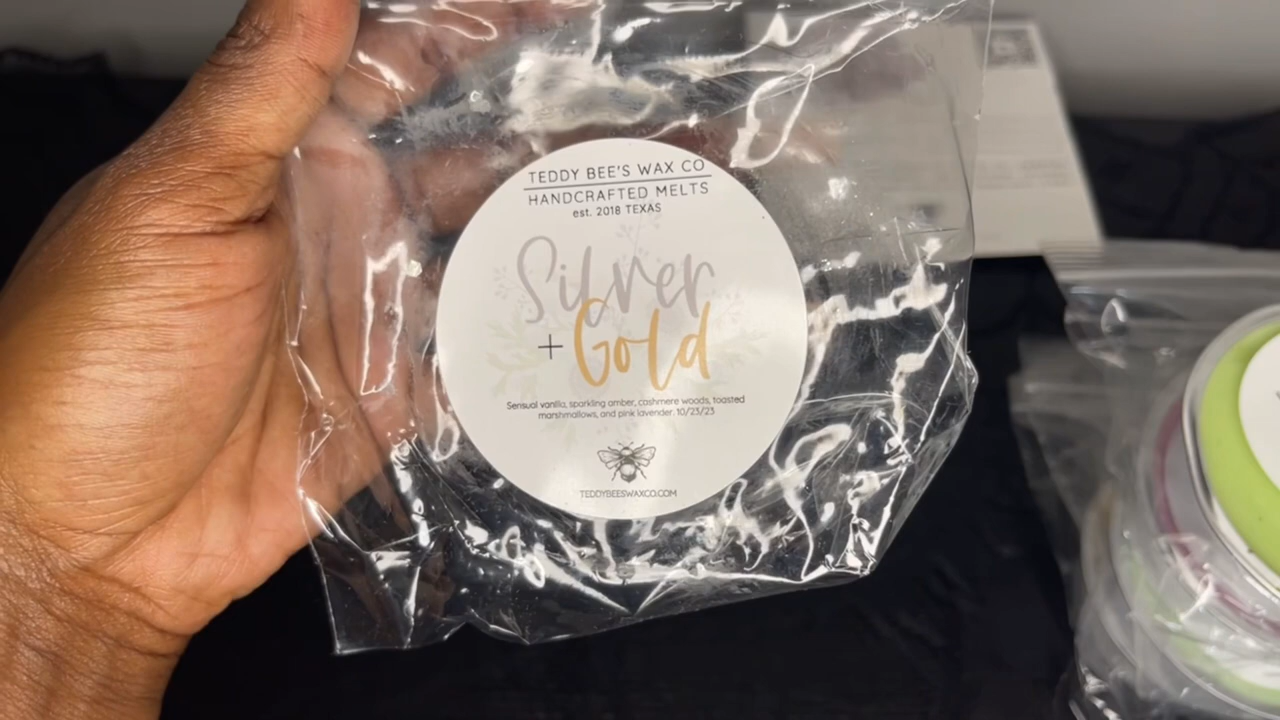 TEDDY BEE'S WAX CO
HANDCRAFTED MELTS
est. 2018 TEXAS
Silver
+ Gold
Sensual vanilla, sparkling amber, cashmere woods, toasted
marshmallows, and pink lavender. 10/23/23
TEDDYBEESWAXCO.COM